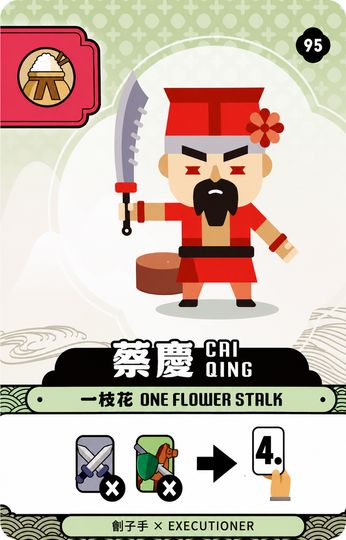 95
蔡慶 CAI QING
一枝花 ONE FLOWER STALK
X X 4.
劊子手 × EXECUTIONER